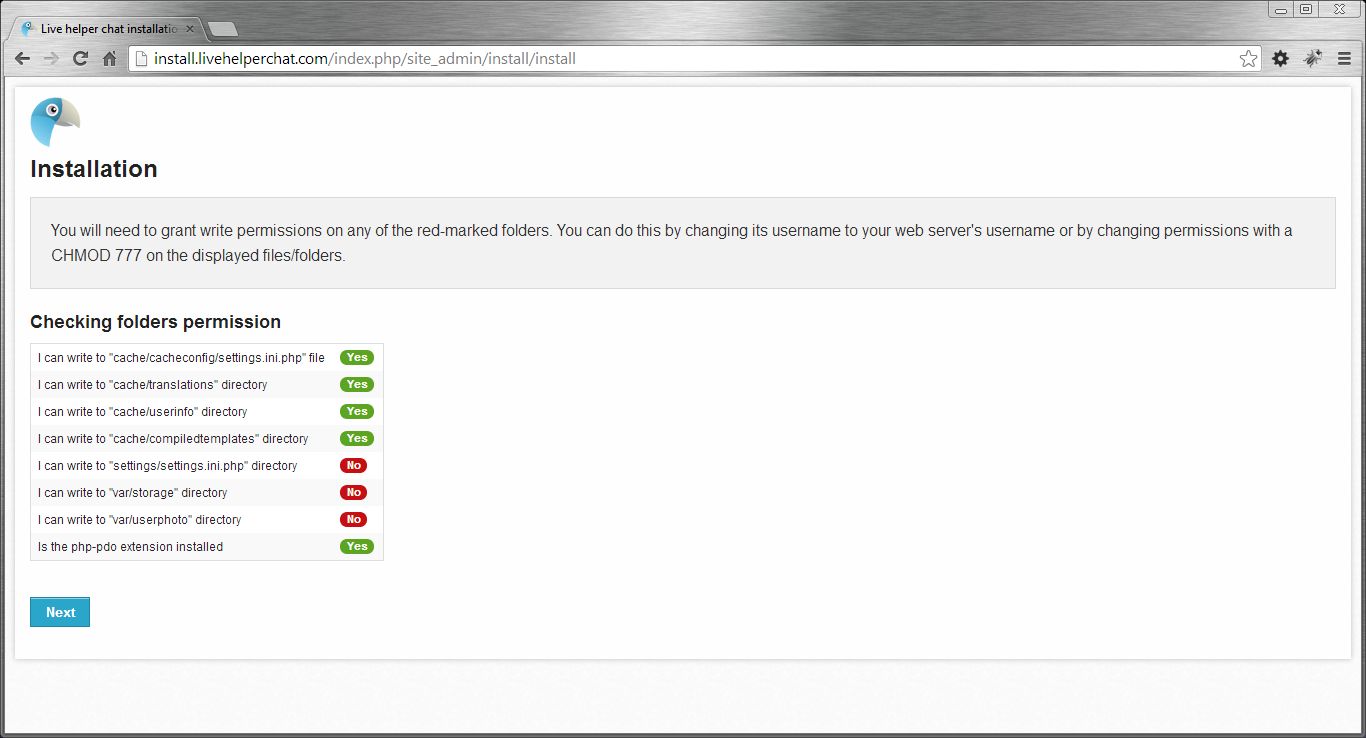 Live helper chat installatio
install.livehelperchat.com/index.php/site_admin/install/install
Installation
You will need to grant write permissions on any of the red-marked folders. You can do this by changing its username to your web server's username or by changing permissions with a
CHMOD 777 on the displayed files/folders.
Checking folders permission
I can write to "cache/cacheconfig/settings.ini.php" file Yes
I can write to "cache/translations" directory Yes
I can write to "cache/userinfo" directory Yes
I can write to "cache/compiledtemplates" directory Yes
I can write to "settings/settings.ini.php" directory No
I can write to "var/storage" directory No
I can write to "var/userphoto" directory No
Is the php-pdo extension installed Yes
Next